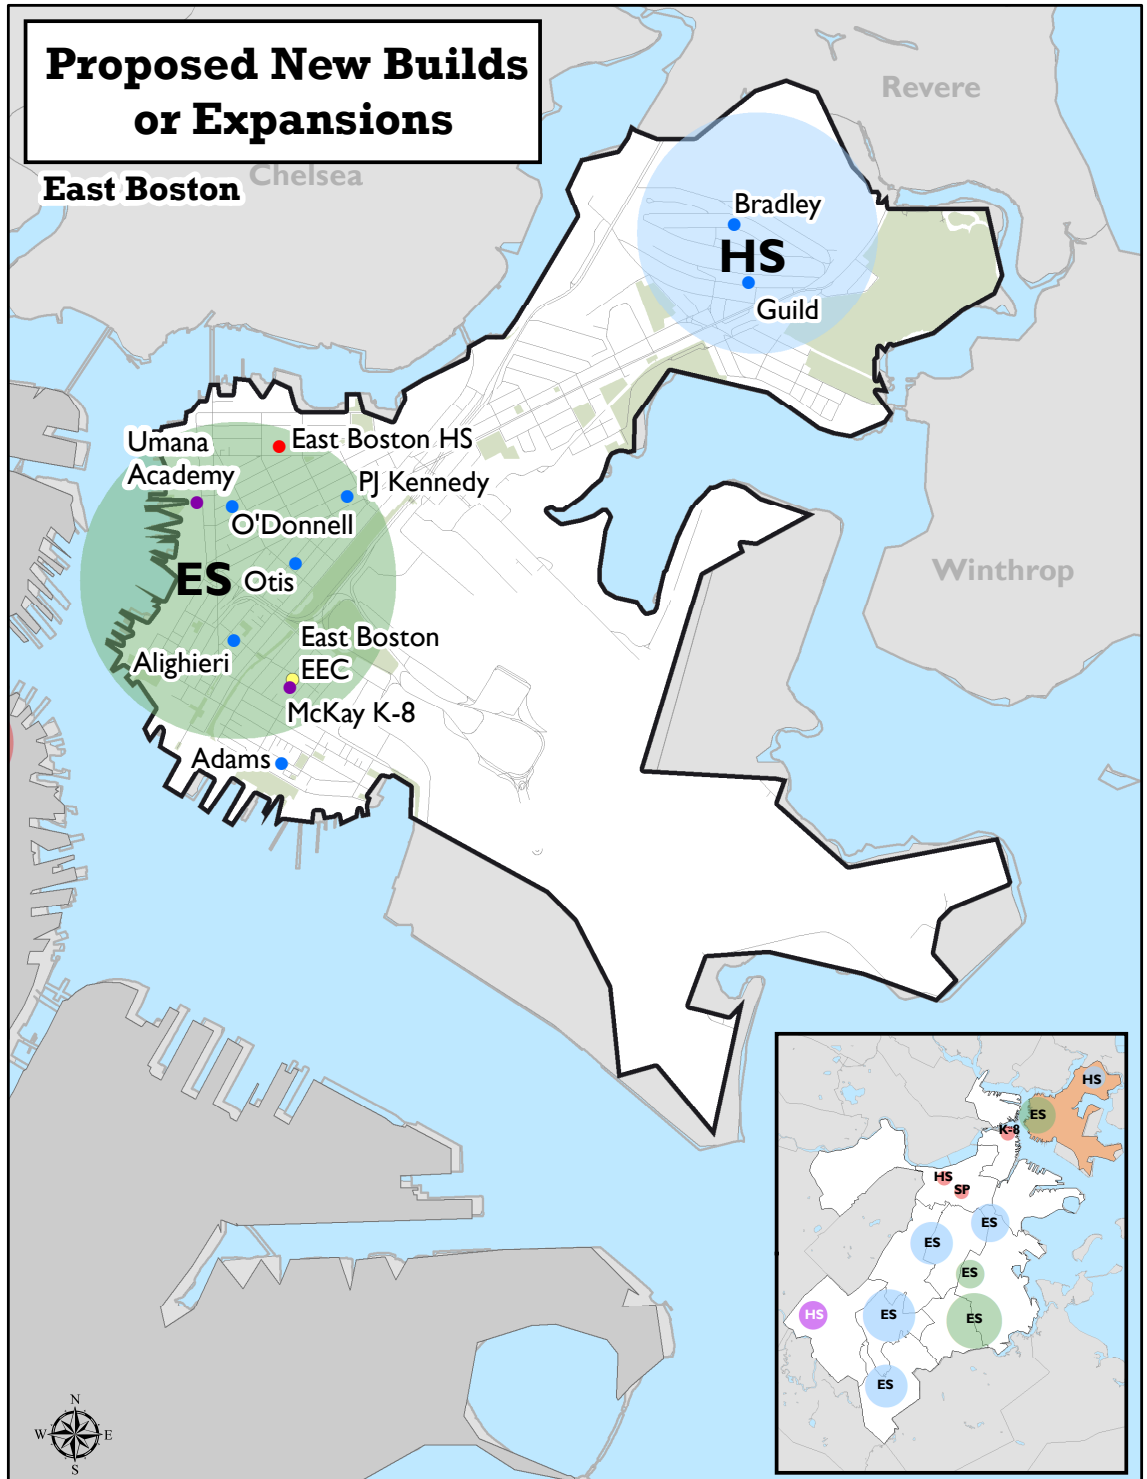 Proposed New Builds
or Expansions
East Boston
Chelsea
Revere
Bradley
HS
Guild
Umana
Academy
East Boston HS
PJ Kennedy
O'Donnell
ES
Otis
Winthrop
East Boston
EEC
Alighieri
McKay K-8
Adams
HS
ES
K-8
HS
SP
ES
ES
ES
HS
ES
ES
ES
N
W
E
S